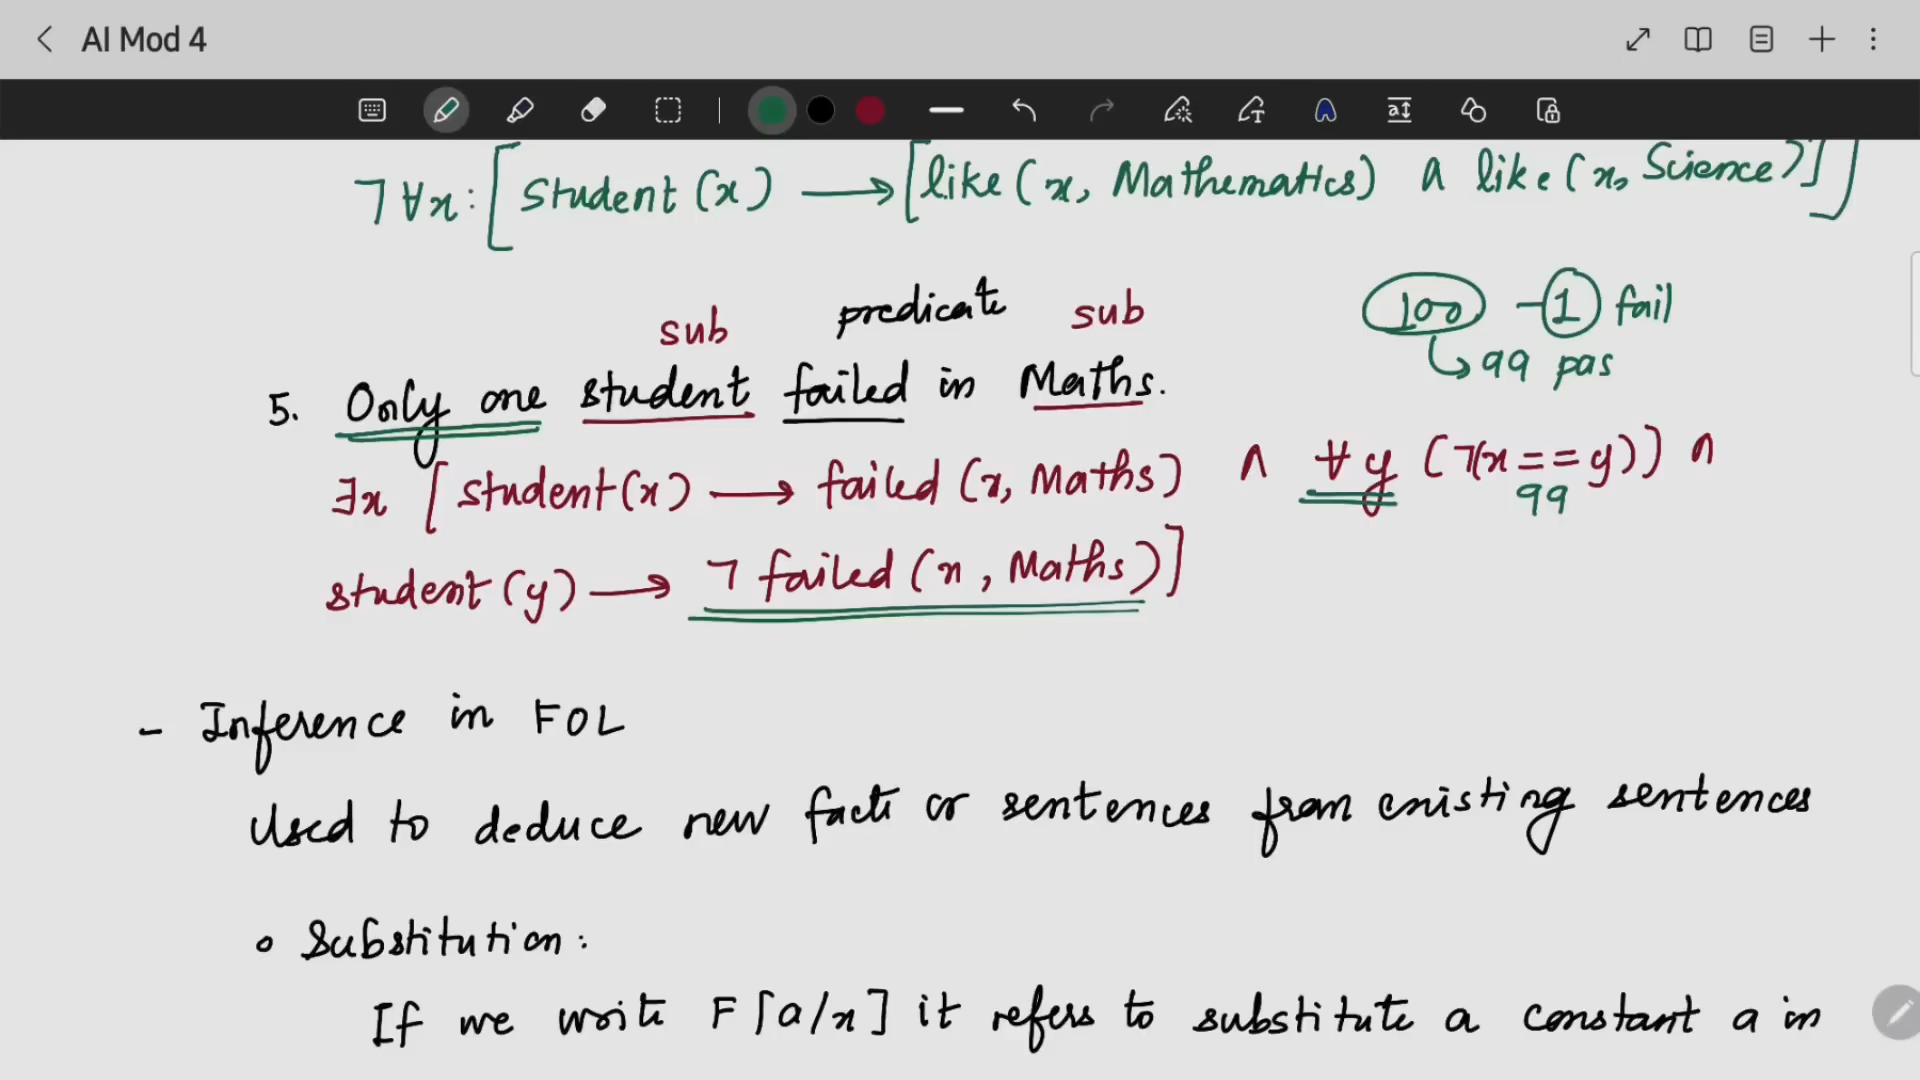 AI Mod 4
¬∀x: [Student (x) ⟶ [like (x, Mathematics) ∧ like (x, Science)]]
sub predicate sub
100 - 1 fail
↳ 99 pas
5. Only one student failed in Maths.
∃x [student (x) ⟶ failed (x, Maths) ∧ ∀y (¬(x==y)) ∧
99
student (y) ⟶ ¬ failed (x, Maths)]
- Inference in FOL
Used to deduce new facts or sentences from existing sentences
o Substitution:
If we write F[a/x] it refers to substitute a constant a in